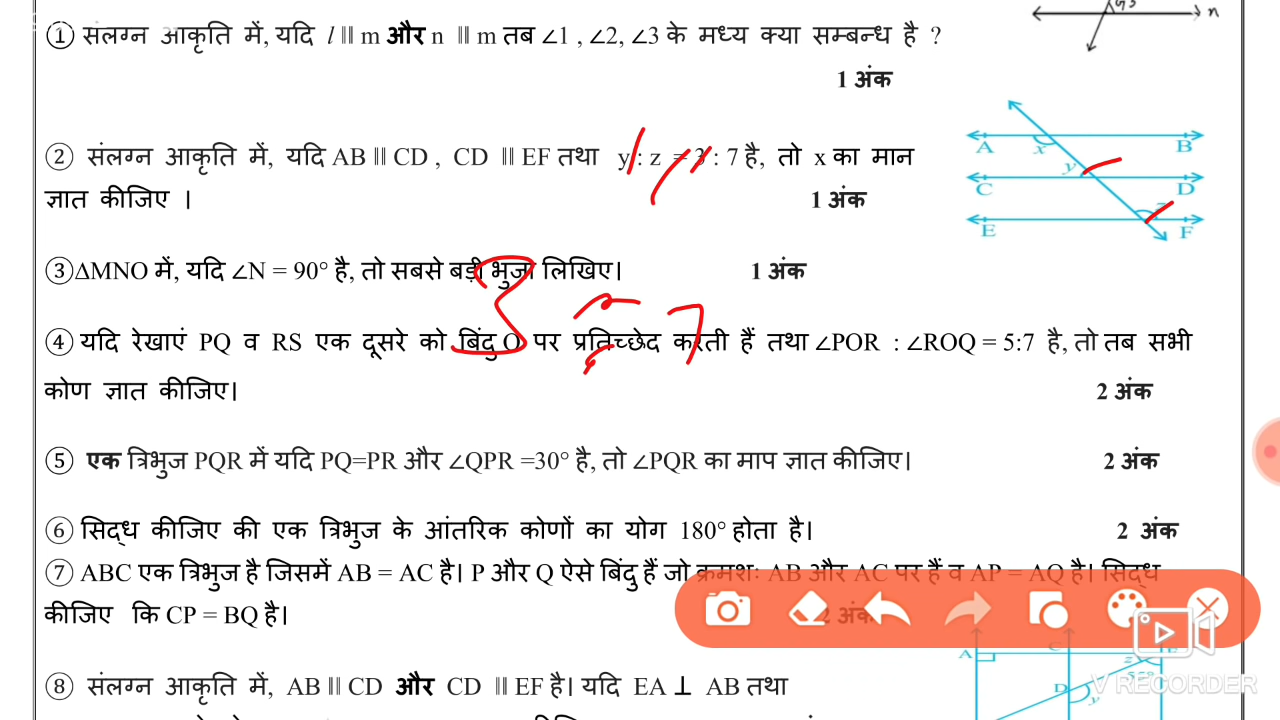 ① संलग्न आकृति में, यदि l ∥ m और n ∥ m तब ∠1 , ∠2, ∠3 के मध्य क्या सम्बन्ध है ?
1 अंक
n
② संलग्न आकृति में, यदि AB ∥ CD , CD ∥ EF तथा y : z = 3 : 7 है, तो x का मान
ज्ञात कीजिए ।
1 अंक
A x B
C y D
E z F
③ΔMNO में, यदि ∠N = 90° है, तो सबसे बड़ी भुजा लिखिए। 1 अंक
3 7
④ यदि रेखाएं PQ व RS एक दूसरे को बिंदु O पर प्रतिच्छेद करती हैं तथा ∠POR : ∠ROQ = 5:7 है, तो तब सभी
कोण ज्ञात कीजिए। 2 अंक
⑤ एक त्रिभुज PQR में यदि PQ=PR और ∠QPR =30° है, तो ∠PQR का माप ज्ञात कीजिए। 2 अंक
⑥ सिद्ध कीजिए की एक त्रिभुज के आंतरिक कोणों का योग 180° होता है। 2 अंक
⑦ ABC एक त्रिभुज है जिसमें AB = AC है। P और Q ऐसे बिंदु हैं जो क्रमशः AB और AC पर हैं व AP = AQ है। सिद्ध
कीजिए कि CP = BQ है। 2 अंक
⑧ संलग्न आकृति में, AB ∥ CD और CD ∥ EF है। यदि EA ⊥ AB तथा
A C E
z
D y
V RECORDER